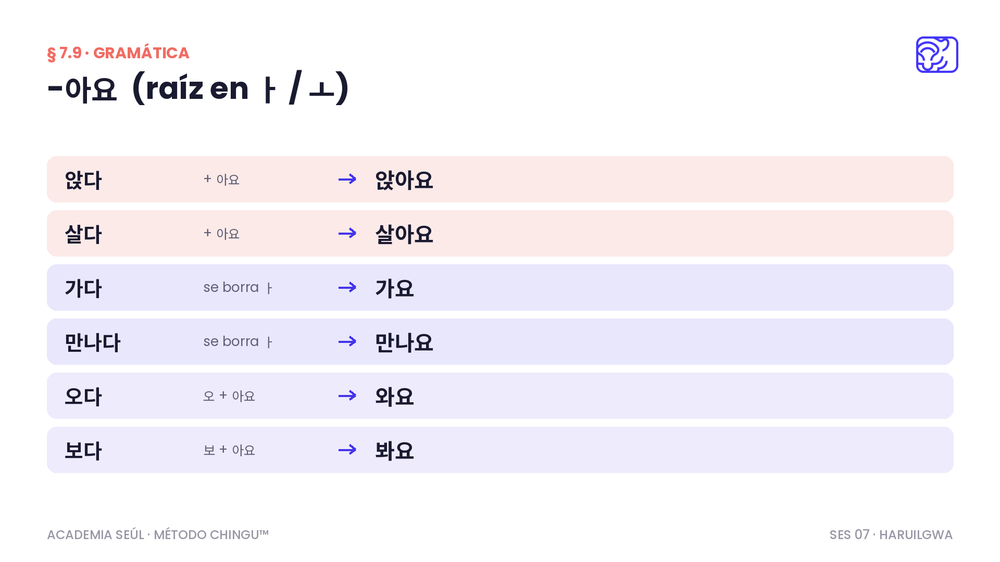 § 7.9 · GRAMÁTICA
-아요 (raíz en ㅏ / ㅗ)
앉다 + 아요 → 앉아요
살다 + 아요 → 살아요
가다 se borra ㅏ → 가요
만나다 se borra ㅏ → 만나요
오다 오 + 아요 → 와요
보다 보 + 아요 → 봐요
ACADEMIA SEÚL · MÉTODO CHINGU™
SES 07 · HARUILGWA